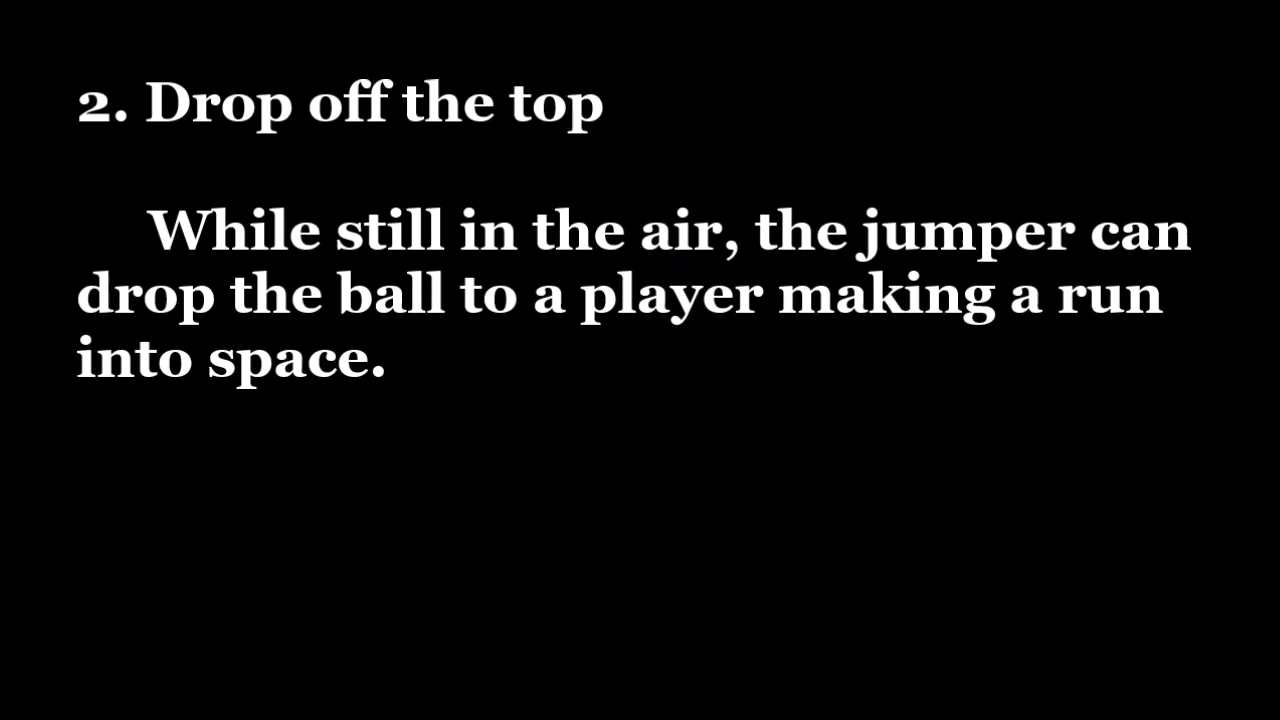 2. Drop off the top
While still in the air, the jumper can
drop the ball to a player making a run
into space.